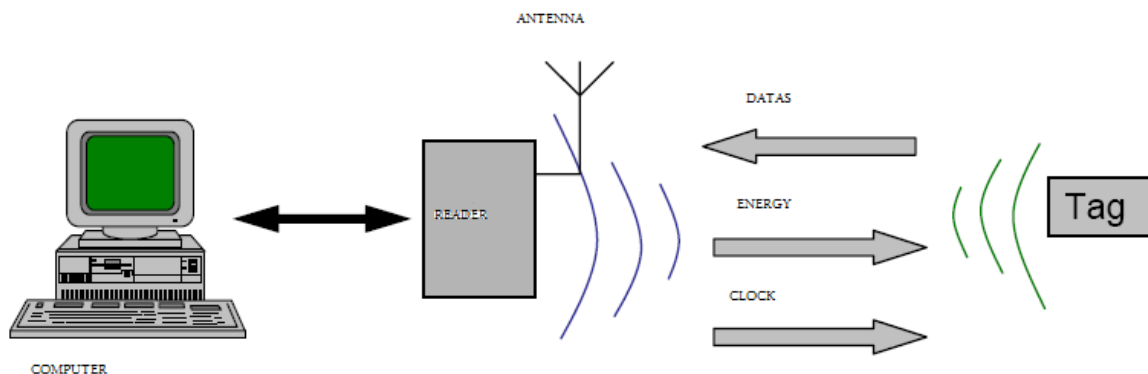 ANTENNA
DATAS
READER
ENERGY
Tag
CLOCK
COMPUTER